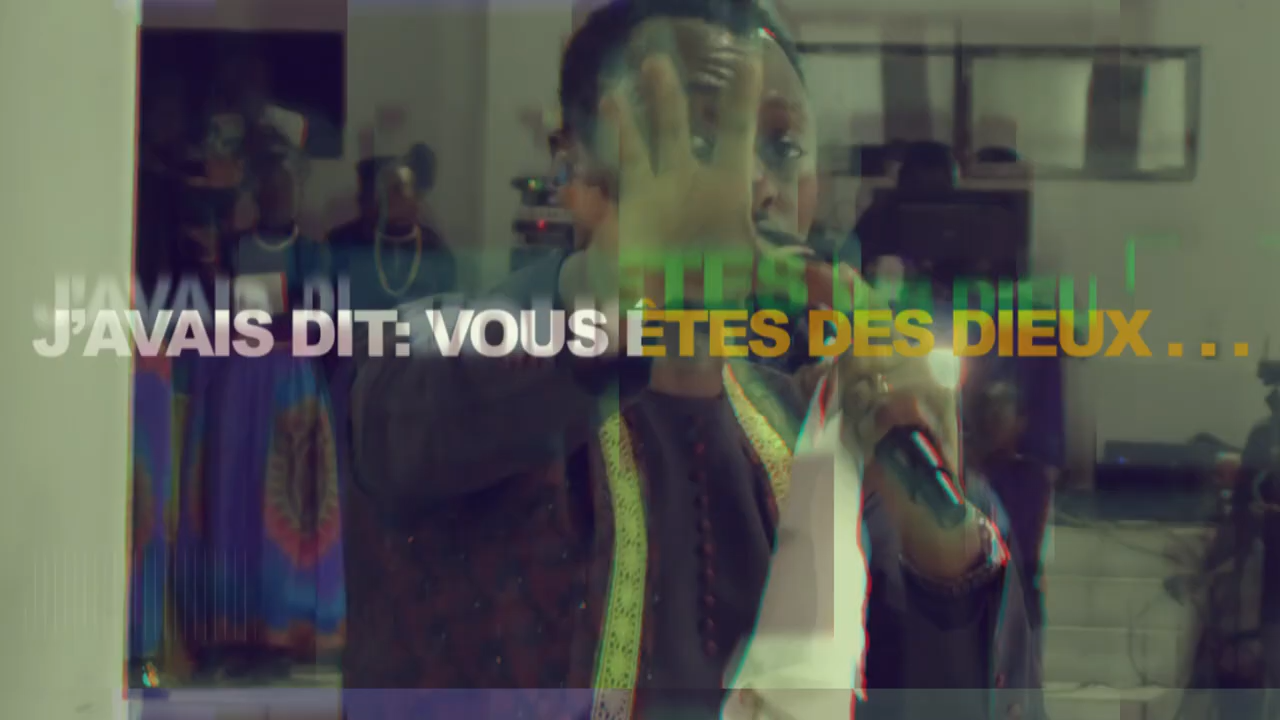 J'AVAIS DIT: VOUS ÊTES DES DIEUX . . .